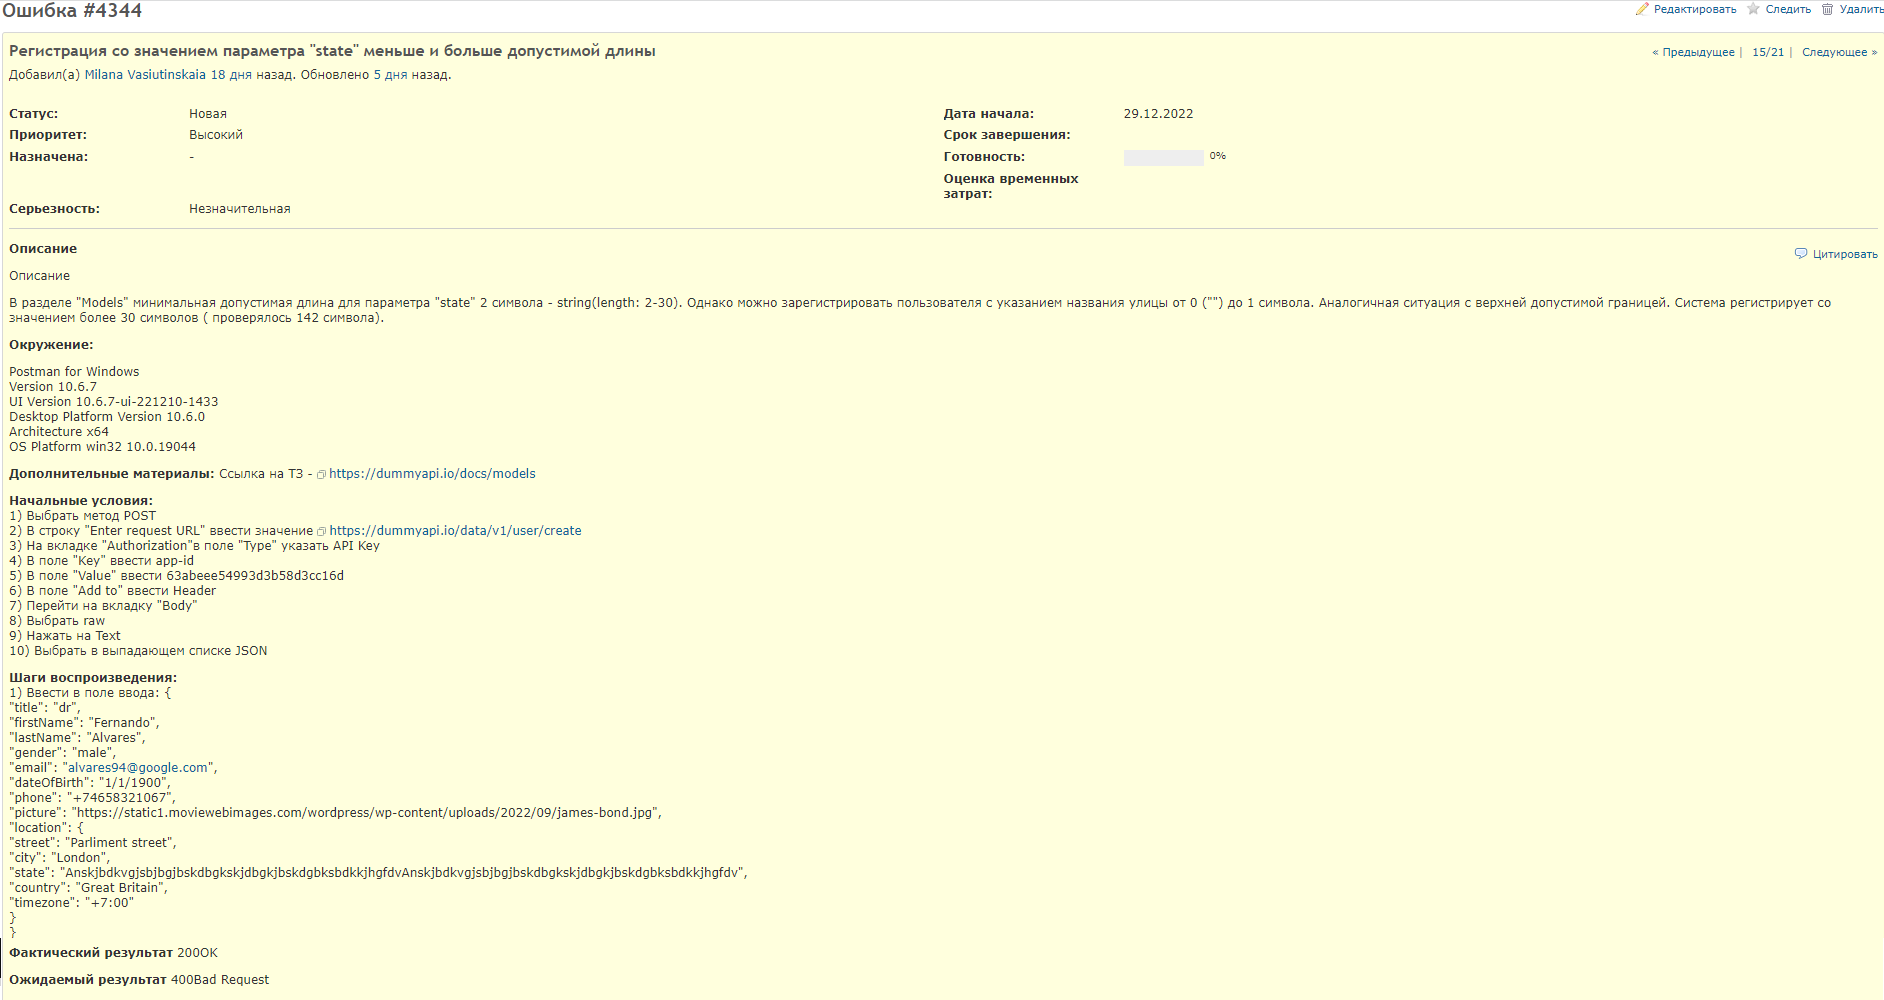 Ошибка #4344
Редактировать Следить Удалить
Регистрация со значением параметра "state" меньше и больше допустимой длины
« Предыдущее | 15/21 | Следующее »
Добавил(а) Milana Vasiutinskaia 18 дня назад. Обновлено 5 дня назад.
Статус: Новая Дата начала: 29.12.2022
Приоритет: Высокий Срок завершения:
Назначена: - Готовность: 0%
Оценка временных
затрат:
Серьезность: Незначительная
Описание
Цитировать
Описание
В разделе "Models" минимальная допустимая длина для параметра "state" 2 символа - string(length: 2-30). Однако можно зарегистрировать пользователя с указанием названия улицы от 0 ("") до 1 символа. Аналогичная ситуация с верхней допустимой границей. Система регистрирует со
значением более 30 символов ( проверялось 142 символа).
Окружение:
Postman for Windows
Version 10.6.7
UI Version 10.6.7-ui-221210-1433
Desktop Platform Version 10.6.0
Architecture x64
OS Platform win32 10.0.19044
Дополнительные материалы: Ссылка на ТЗ - https://dummyapi.io/docs/models
Начальные условия:
1) Выбрать метод POST
2) В строку "Enter request URL" ввести значение https://dummyapi.io/data/v1/user/create
3) На вкладке "Authorization"в поле "Type" указать API Key
4) В поле "Key" ввести app-id
5) В поле "Value" ввести 63abeee54993d3b58d3cc16d
6) В поле "Add to" ввести Header
7) Перейти на вкладку "Body"
8) Выбрать raw
9) Нажать на Text
10) Выбрать в выпадающем списке JSON
Шаги воспроизведения:
1) Ввести в поле ввода: {
"title": "dr",
"firstName": "Fernando",
"lastName": "Alvares",
"gender": "male",
"email": "alvares94@google.com",
"dateOfBirth": "1/1/1900",
"phone": "+74658321067",
"picture": "https://static1.moviewebimages.com/wordpress/wp-content/uploads/2022/09/james-bond.jpg",
"location": {
"street": "Parliment street",
"city": "London",
"state": "AnskjbdkvgjsbjbgjbskdbgkskjdbgkjbskdgbksbdkkjhgfdvAnskjbdkvgjsbjbgjbskdbgkskjdbgkjbskdgbksbdkkjhgfdv",
"country": "Great Britain",
"timezone": "+7:00"
}
}
Фактический результат 200OK
Ожидаемый результат 400Bad Request